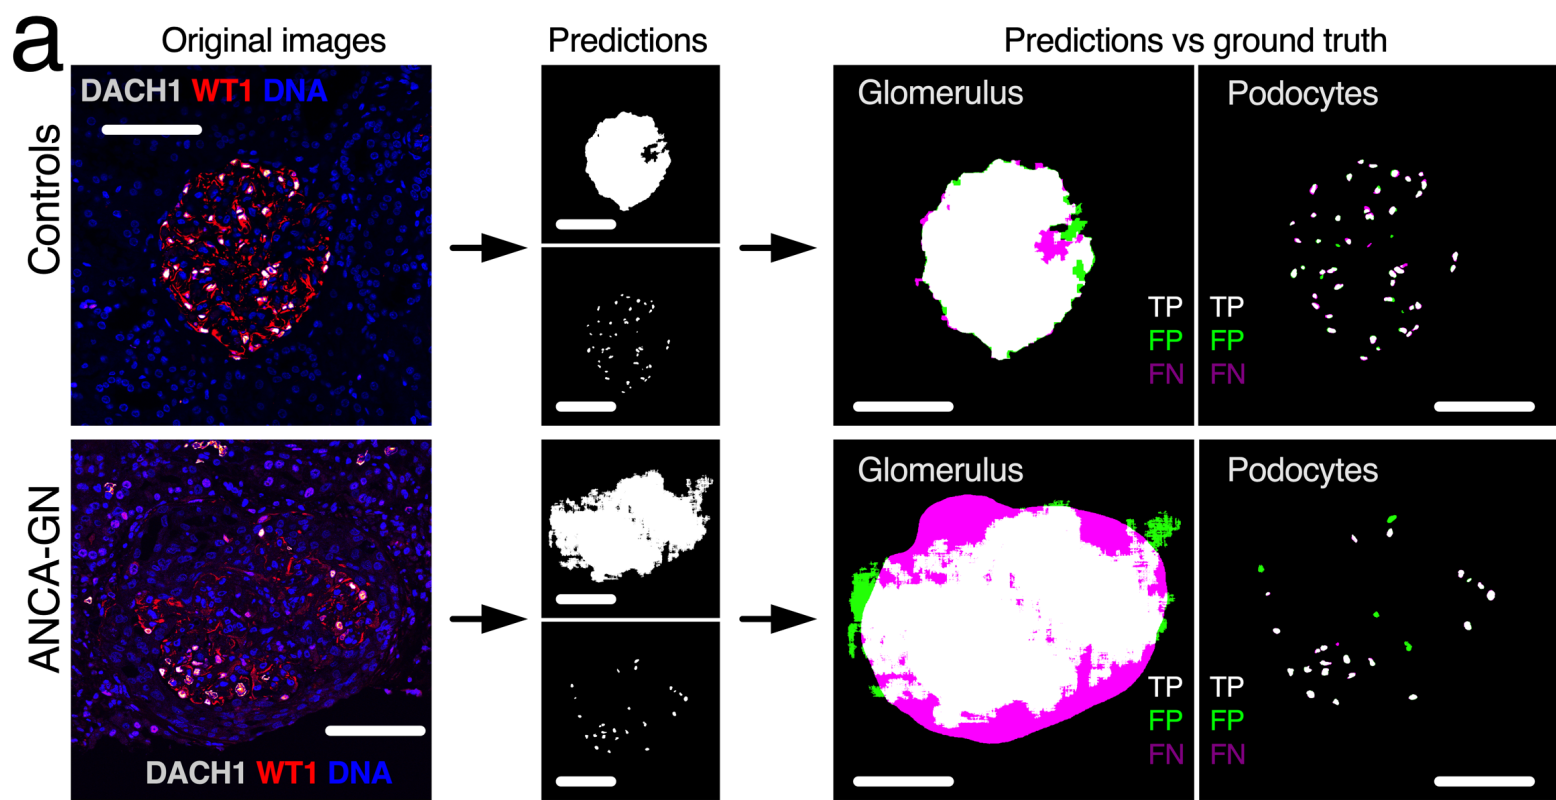 a
Original images
Predictions
Predictions vs ground truth
Controls
DACH1 WT1 DNA
Glomerulus
TP
FP
FN
Podocytes
TP
FP
FN
ANCA-GN
DACH1 WT1 DNA
Glomerulus
TP
FP
FN
Podocytes
TP
FP
FN